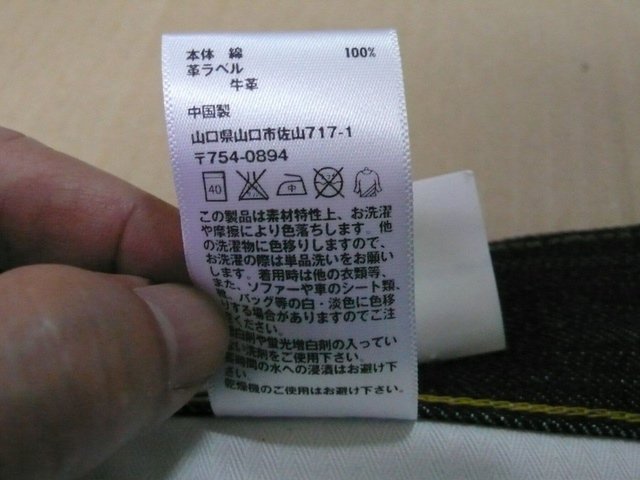 本体 綿 100%
革ラベル
牛革
中国製
山口県山口市佐山717-1
〒754-0894
40 中
この製品は素材特性上、お洗濯
や摩擦により色落ちします。他
の洗濯物に色移りしますので、
お洗濯の際は単品洗いをお願い
します。着用時は他の衣類等、
また、ソファーや車のシート類、
、バッグ等の白・淡色に色移
りする場合がありますのでご注
ください。
白剤や蛍光増白剤の入ってい
洗剤をご使用下さい。
時間の水への浸漬はお避け下
さい。
乾燥機のご使用はお避け下さい。